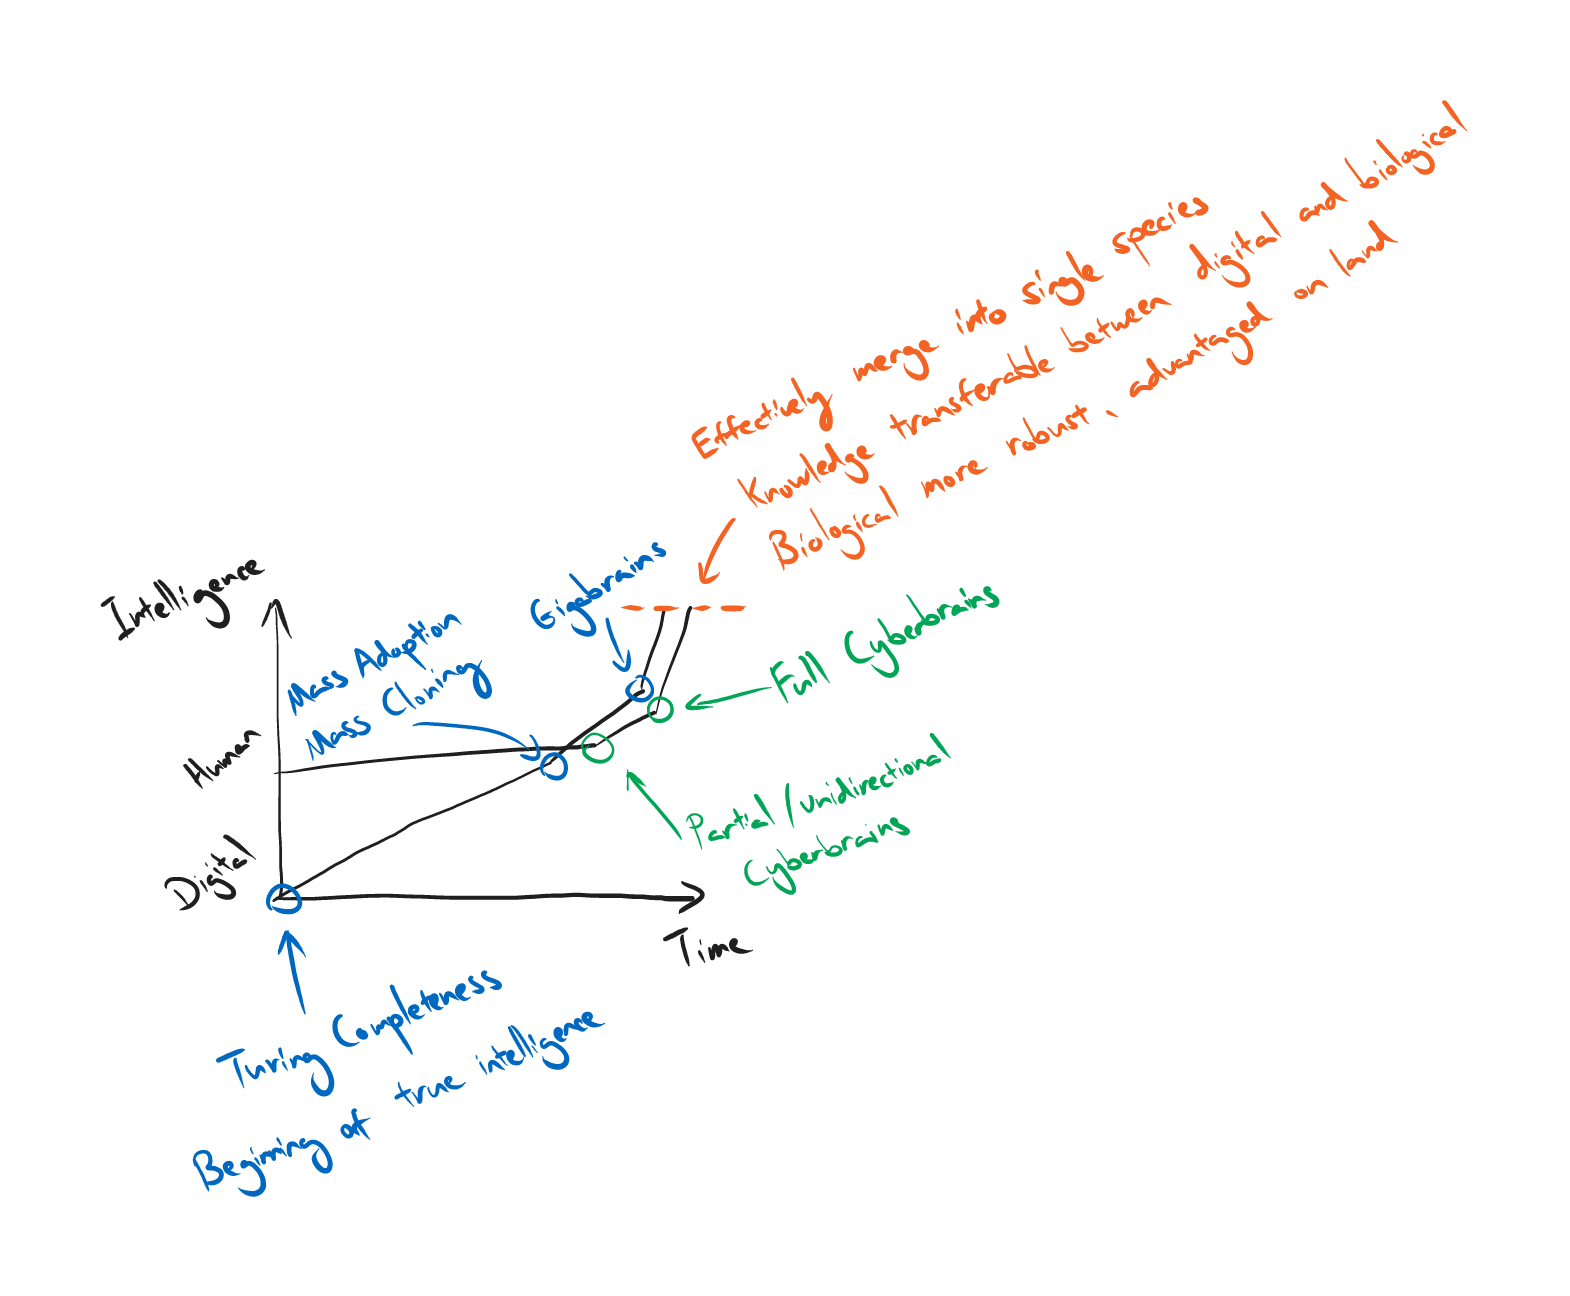 Effectively merge into single species
Knowledge transferable between digital and biological
Biological more robust, advantaged on land
Intelligence
Gigabrains
Mass Adoption
Mass Cloning
Full Cyberbrains
Human
Partial/unidirectional
Cyberbrains
Digital
Time
Turing Completeness
Beginning of true intelligence